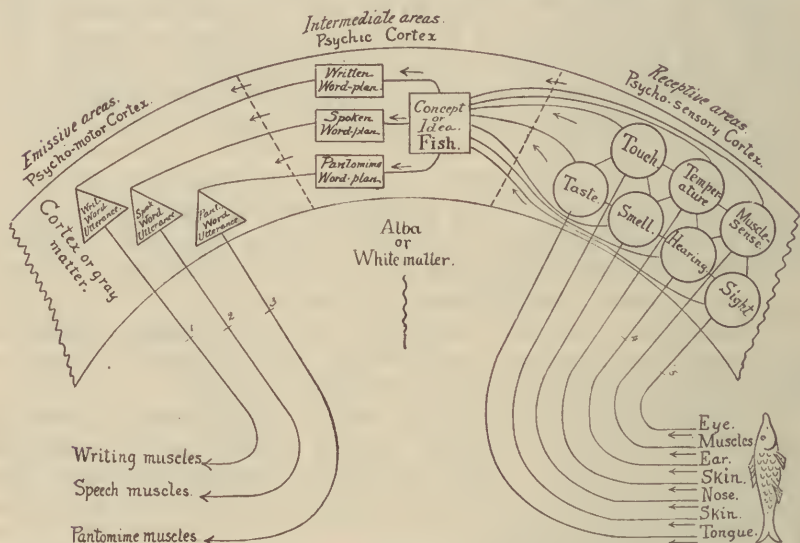 Intermediate areas.
Psychic Cortex
Emissive areas.
Psycho-motor Cortex.
Receptive areas.
Psycho-sensory Cortex.
Written
Word-plan.
Spoken
Word-plan.
Pantomime
Word-plan.
Concept
or
Idea.
Fish.
Touch.
Temper
ature
Taste.
Smell.
Muscle-
Sense.
Hearing
Sight
Writ.
Word
Utterance
Spok
Word
Utterance
Pant.
Word
Utterance
Cortex or gray
matter.
Alba
or
White matter.
1
2
3
4
5
Writing muscles
Speech muscles.
Pantomime muscles
Eye.
Muscles
Ear.
Skin.
Nose.
Skin.
Tongue.